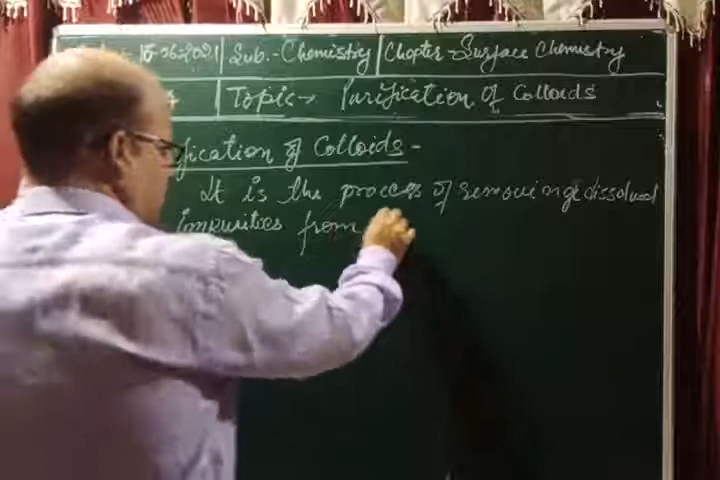 16-06-2021 | Sub.- Chemistry | Chapter - Surface Chemistry
Topic → Purification of Colloids
fication of Colloids -
It is the process of removing dissolved
impurities from